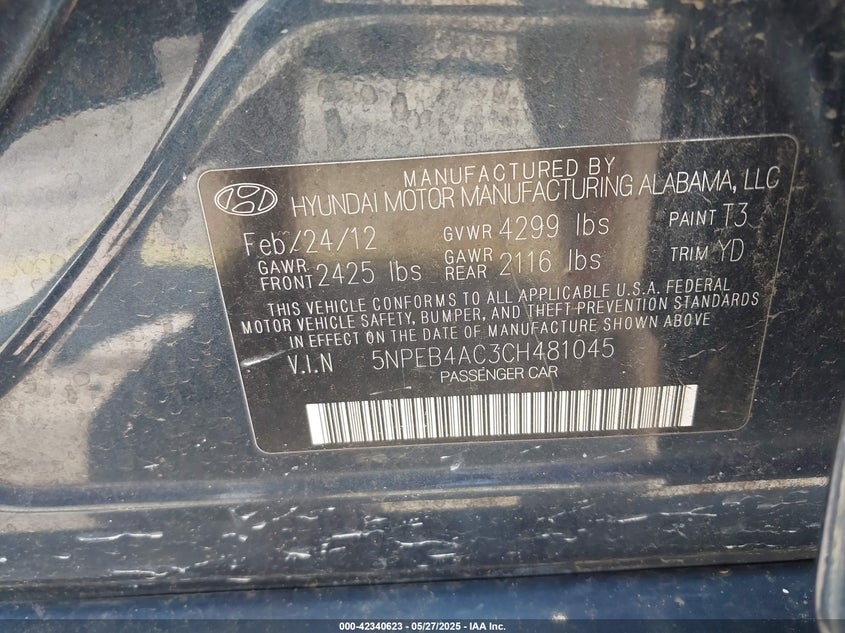 MANUFACTURED BY
HYUNDAI MOTOR MANUFACTURING ALABAMA, LLC
Feb/24/12 GVWR 4299 lbs PAINT T3
GAWR FRONT 2425 lbs GAWR REAR 2116 lbs TRIM YD
THIS VEHICLE CONFORMS TO ALL APPLICABLE U.S.A. FEDERAL
MOTOR VEHICLE SAFETY, BUMPER, AND THEFT PREVENTION STANDARDS
IN EFFECT ON THE DATE OF MANUFACTURE SHOWN ABOVE
V.I.N 5NPEB4AC3CH481045
PASSENGER CAR
000-42340623 - 05/27/2025 - IAA Inc.